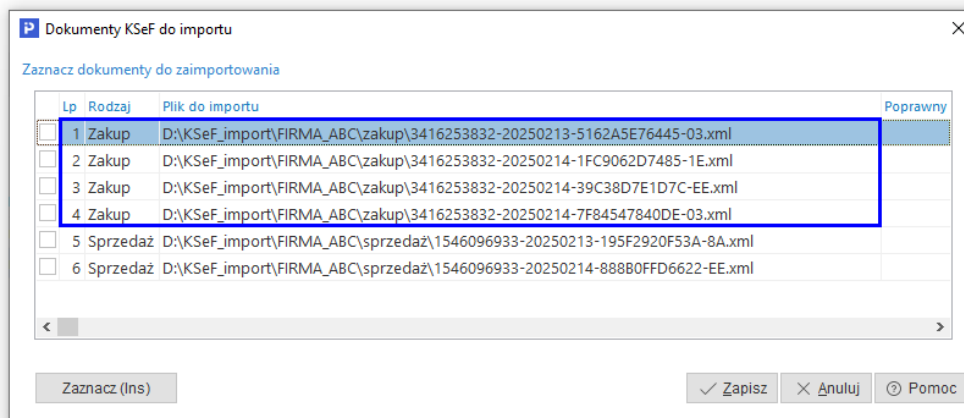 Dokumenty KSeF do importu
Zaznacz dokumenty do zaimportowania
Lp Rodzaj Plik do importu Poprawny
1 Zakup D:\KSeF_import\FIRMA_ABC\zakup\3416253832-20250213-5162A5E76445-03.xml
2 Zakup D:\KSeF_import\FIRMA_ABC\zakup\3416253832-20250214-1FC9062D7485-1E.xml
3 Zakup D:\KSeF_import\FIRMA_ABC\zakup\3416253832-20250214-39C38D7E1D7C-EE.xml
4 Zakup D:\KSeF_import\FIRMA_ABC\zakup\3416253832-20250214-7F84547840DE-03.xml
5 Sprzedaż D:\KSeF_import\FIRMA_ABC\sprzedaż\1546096933-20250213-195F2920F53A-8A.xml
6 Sprzedaż D:\KSeF_import\FIRMA_ABC\sprzedaż\1546096933-20250214-888B0FFD6622-EE.xml
Zaznacz (Ins) Zapisz Anuluj Pomoc